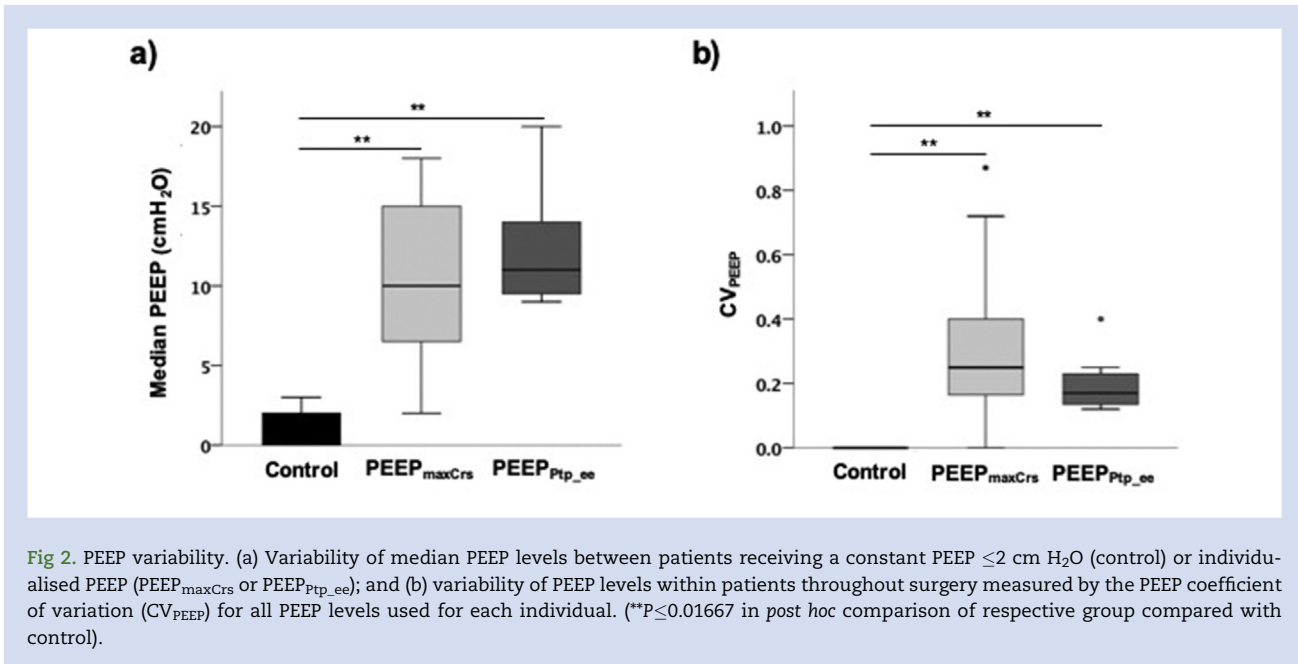 a)
Median PEEP (cmH₂O)
20
15
10
5
0
**
**
Control PEEPmaxCrs PEEPPtp_ee
b)
CVPEEP
1.0
0.8
0.6
0.4
0.2
0.0
**
**
Control PEEPmaxCrs PEEPPtp_ee
Fig 2. PEEP variability. (a) Variability of median PEEP levels between patients receiving a constant PEEP ≤2 cm H₂O (control) or individu-
alised PEEP (PEEPmaxCrs or PEEPPtp_ee); and (b) variability of PEEP levels within patients throughout surgery measured by the PEEP coefficient
of variation (CVPEEP) for all PEEP levels used for each individual. (**P≤0.01667 in post hoc comparison of respective group compared with
control).